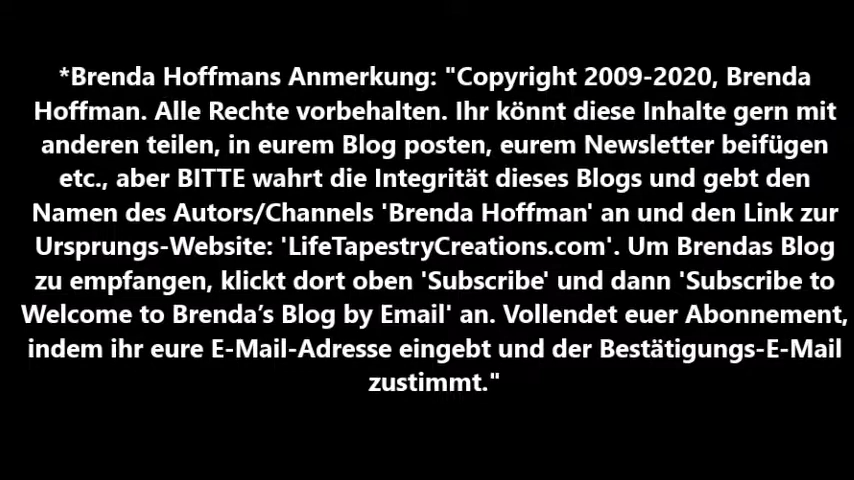 *Brenda Hoffmans Anmerkung: "Copyright 2009-2020, Brenda
Hoffman. Alle Rechte vorbehalten. Ihr könnt diese Inhalte gern mit
anderen teilen, in eurem Blog posten, eurem Newsletter beifügen
etc., aber BITTE wahrt die Integrität dieses Blogs und gebt den
Namen des Autors/Channels 'Brenda Hoffman' an und den Link zur
Ursprungs-Website: 'LifeTapestryCreations.com'. Um Brendas Blog
zu empfangen, klickt dort oben 'Subscribe' und dann 'Subscribe to
Welcome to Brenda’s Blog by Email' an. Vollendet euer Abonnement,
indem ihr eure E-Mail-Adresse eingebt und der Bestätigungs-E-Mail
zustimmt."